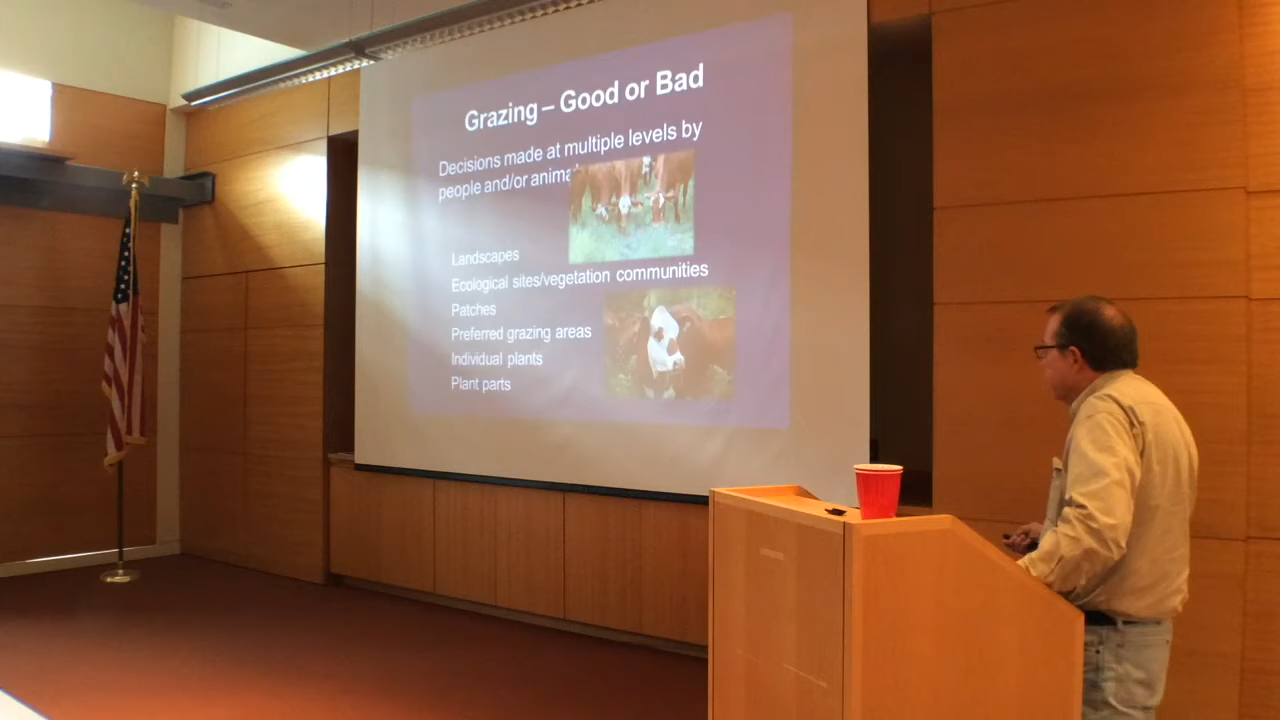 Grazing – Good or Bad
Decisions made at multiple levels by
people and/or anima
Landscapes
Ecological sites/vegetation communities
Patches
Preferred grazing areas
Individual plants
Plant parts